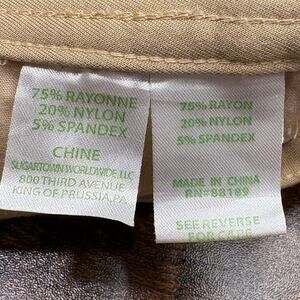 75% RAYONNE
20% NYLON
5% SPANDEX
CHINE
SUGARTOWN WORLDWIDE, LLC
800 THIRD AVENUE
KING OF PRUSSIA, PA
75% RAYON
20% NYLON
5% SPANDEX
MADE IN CHINA
RN#88189
SEE REVERSE
FOR CARE